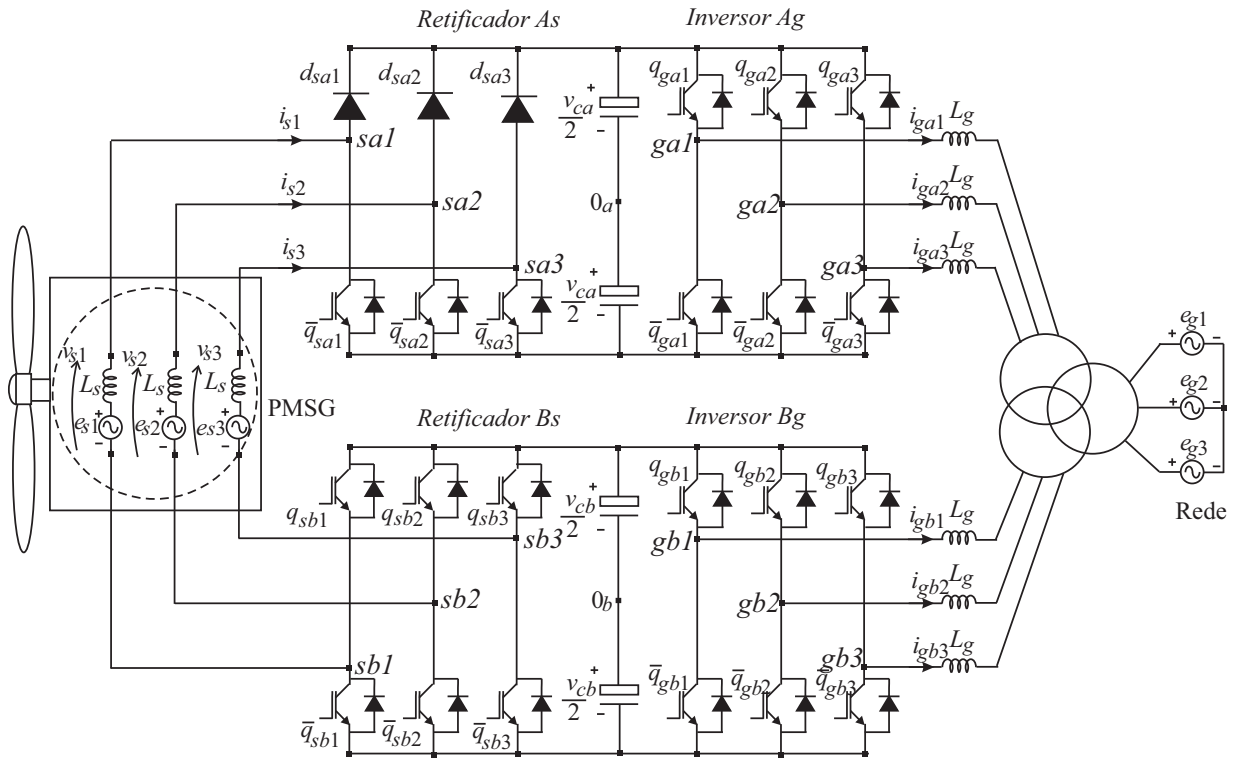 Retificador As
Inversor Ag
d_sa1 d_sa2 d_sa3
q_ga1 q_ga2 q_ga3
v_ca/2 + -
i_s1 sa1
ga1 i_ga1 L_g
i_s2 sa2
0_a
ga2 i_ga2 L_g
i_s3 sa3
v_ca/2 + -
ga3 i_ga3 L_g
q̅_sa1 q̅_sa2 q̅_sa3
q̅_ga1 q̅_ga2 q̅_ga3
v_s1 v_s2 v_s3
L_s L_s L_s
e_s1 + - e_s2 + - e_s3 + -
PMSG
e_g1 + -
e_g2 + -
e_g3 + -
Rede
Retificador Bs
Inversor Bg
q_sb1 q_sb2 q_sb3
q_gb1 q_gb2 q_gb3
v_cb/2 + -
sb3
gb1 i_gb1 L_g
sb2
0_b
gb2 i_gb2 L_g
sb1
v_cb/2 + -
gb3 i_gb3 L_g
q̅_sb1 q̅_sb2 q̅_sb3
q̅_gb1 q̅_gb2 q̅_gb3